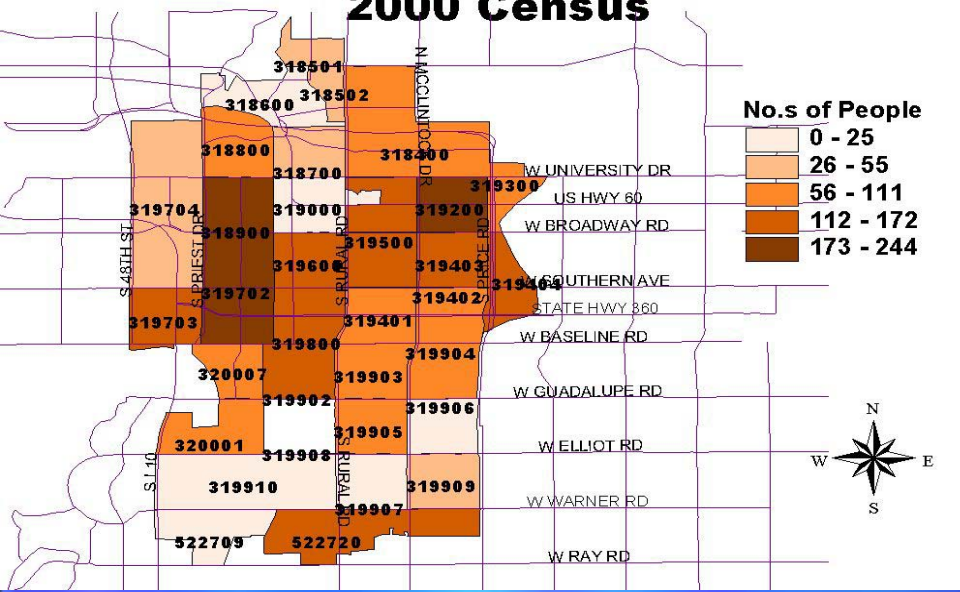 2000 Census
318501
318502
318600
N MCCLINTOCK DR
No.s of People
0 - 25
26 - 55
56 - 111
112 - 172
173 - 244
318800
318400
318700
W UNIVERSITY DR
319300
US HWY 60
319704
319000
319200
W BROADWAY RD
318900
319500
S 48TH ST
S PRIEST DR
S RURAL RD
S PRICE RD
319600
319403
W SOUTHERN AVE
319404
319702
319402
STATE HWY 360
319703
319401
W BASELINE RD
319800
319904
320007
319903
W GUADALUPE RD
319902
319906
N
319905
320001
W ELLIOT RD
319908
W
E
S I 10
S RURAL RD
319910
319909
W WARNER RD
319907
S
522709
522720
W RAY RD